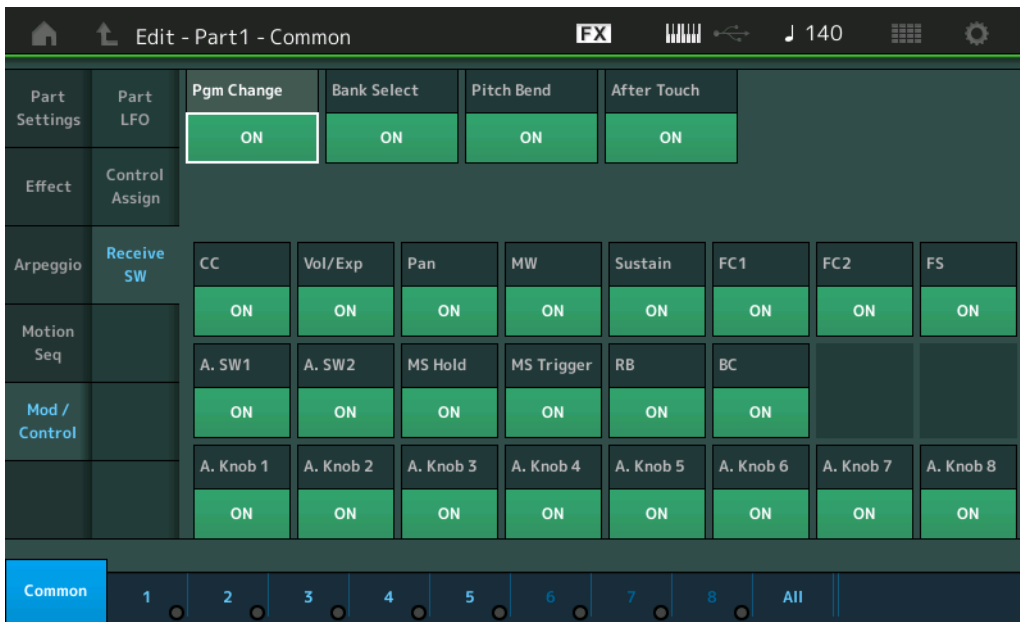 Edit - Part1 - Common
FX
140
Part
Settings
Effect
Arpeggio
Motion
Seq
Mod /
Control
Part
LFO
Control
Assign
Receive
SW
Pgm Change Bank Select Pitch Bend After Touch
ON ON ON ON
CC Vol/Exp Pan MW Sustain FC1 FC2 FS
ON ON ON ON ON ON ON ON
A. SW1 A. SW2 MS Hold MS Trigger RB BC
ON ON ON ON ON ON
A. Knob 1 A. Knob 2 A. Knob 3 A. Knob 4 A. Knob 5 A. Knob 6 A. Knob 7 A. Knob 8
ON ON ON ON ON ON ON ON
Common 1 2 3 4 5 6 7 8 All